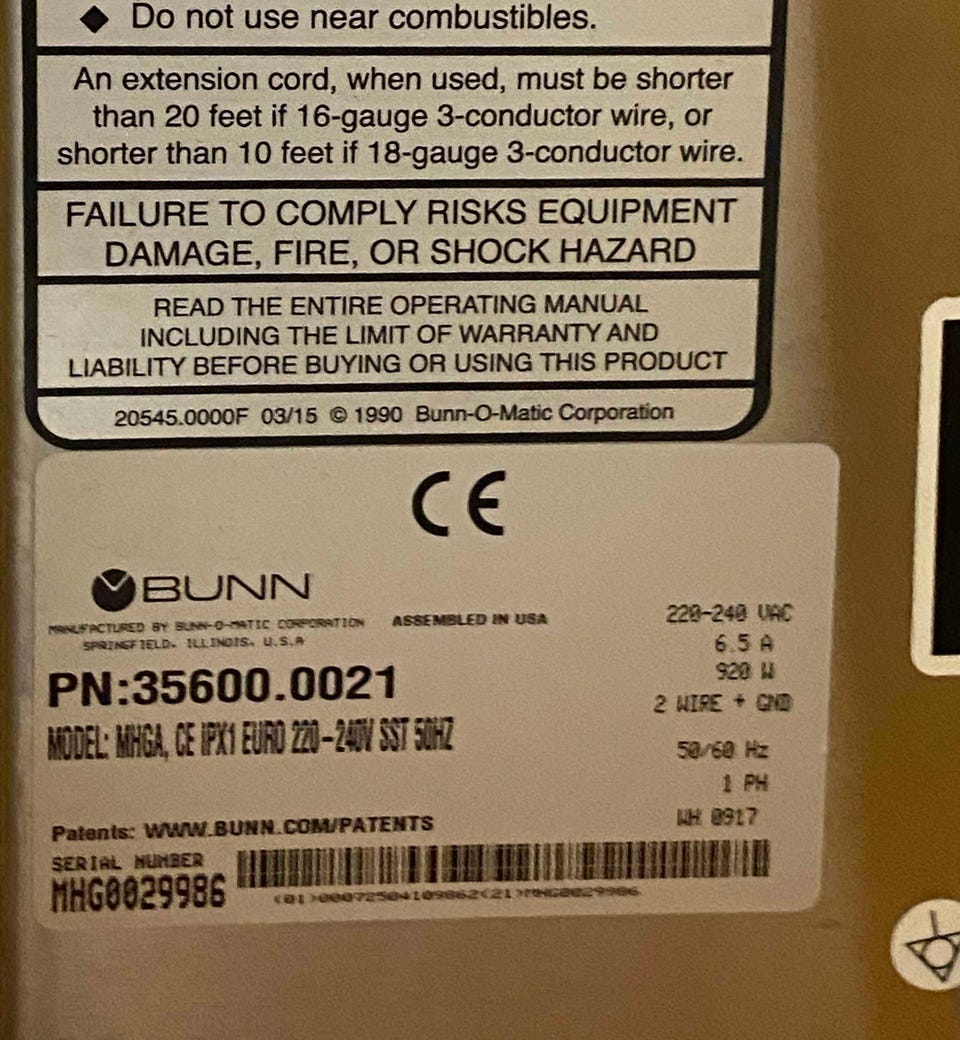 ◆ Do not use near combustibles.
An extension cord, when used, must be shorter
than 20 feet if 16-gauge 3-conductor wire, or
shorter than 10 feet if 18-gauge 3-conductor wire.
FAILURE TO COMPLY RISKS EQUIPMENT
DAMAGE, FIRE, OR SHOCK HAZARD
READ THE ENTIRE OPERATING MANUAL
INCLUDING THE LIMIT OF WARRANTY AND
LIABILITY BEFORE BUYING OR USING THIS PRODUCT
20545.0000F 03/15 © 1990 Bunn-O-Matic Corporation
CE
BUNN
MANUFACTURED BY BUNN-O-MATIC CORPORATION
SPRINGFIELD, ILLINOIS, U.S.A
ASSEMBLED IN USA
PN:35600.0021
MODEL: MHGA, CE IPX1 EURO 220-240V SST 50HZ
220-240 VAC
6.5 A
920 W
2 WIRE + GND
50/60 Hz
1 PH
WH 0917
Patents: WWW.BUNN.COM/PATENTS
SERIAL NUMBER
MHG0029986
(01)00072504109862(21)MHG0029986